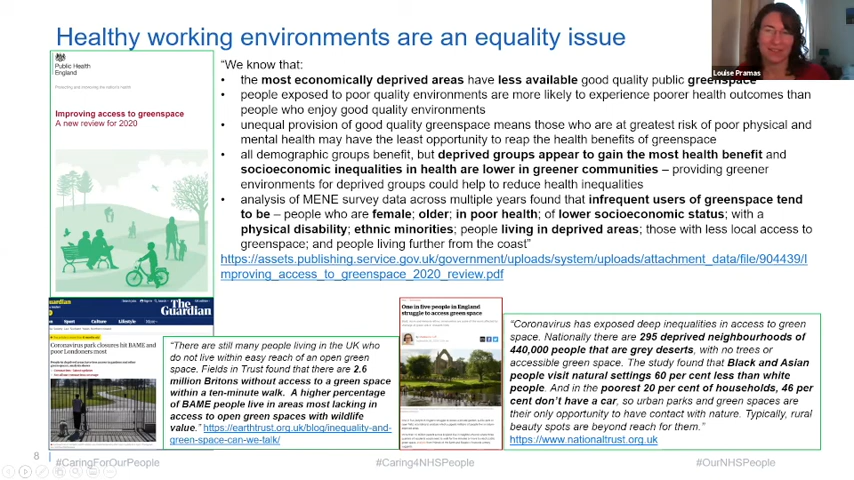 Healthy working environments are an equality issue
Louise Pramas
Public Health
England
Improving access to greenspace
A new review for 2020
“We know that:
• the most economically deprived areas have less available good quality public greenspace
• people exposed to poor quality environments are more likely to experience poorer health outcomes than
people who enjoy good quality environments
• unequal provision of good quality greenspace means those who are at greatest risk of poor physical and
mental health may have the least opportunity to reap the health benefits of greenspace
• all demographic groups benefit, but deprived groups appear to gain the most health benefit and
socioeconomic inequalities in health are lower in greener communities – providing greener
environments for deprived groups could help to reduce health inequalities
• analysis of MENE survey data across multiple years found that infrequent users of greenspace tend
to be – people who are female; older; in poor health; of lower socioeconomic status; with a
physical disability; ethnic minorities; people living in deprived areas; those with less local access to
greenspace; and people living further from the coast”
https://assets.publishing.service.gov.uk/government/uploads/system/uploads/attachment_data/file/904439/I
mproving_access_to_greenspace_2020_review.pdf
The
Guardian
Sport Culture Lifestyle
Coronavirus park closures hit BAME and
poor Londoners most
“There are still many people living in the UK who
do not live within easy reach of an open green
space. Fields in Trust found that there are 2.6
million Britons without access to a green space
within a ten-minute walk. A higher percentage
of BAME people live in areas most lacking in
access to open green spaces with wildlife
value.” https://earthtrust.org.uk/blog/inequality-and-
green-space-can-we-talk/
One in five people in England
struggle to access green space
“Coronavirus has exposed deep inequalities in access to green
space. Nationally there are 295 deprived neighbourhoods of
440,000 people that are grey deserts, with no trees or
accessible green space. The study found that Black and Asian
people visit natural settings 60 per cent less than white
people. And in the poorest 20 per cent of households, 46 per
cent don’t have a car, so urban parks and green spaces are
their only opportunity to have contact with nature. Typically, rural
beauty spots are beyond reach for them.”
https://www.nationaltrust.org.uk
8
#CaringForOurPeople
#Caring4NHSPeople
#OurNHSPeople